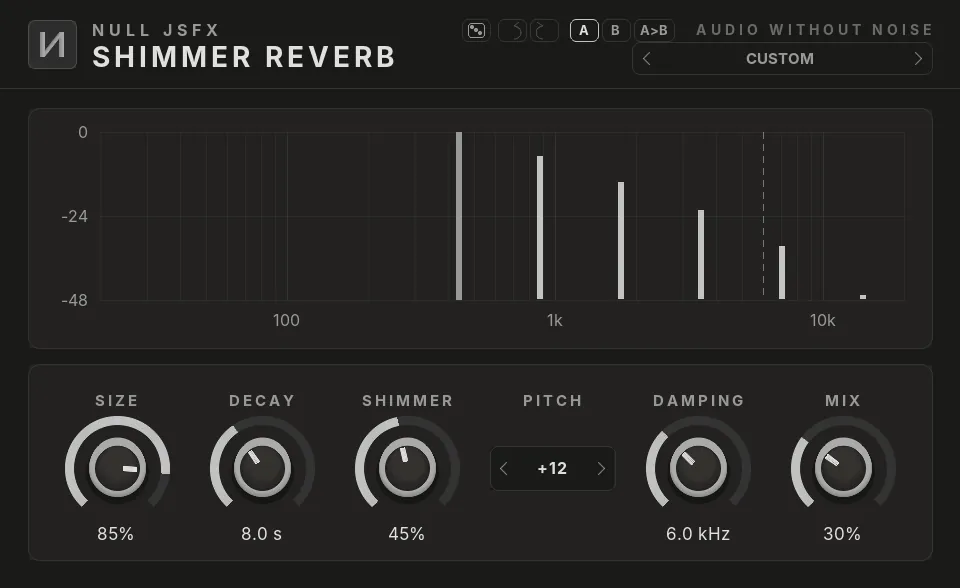 NULL JSFX
SHIMMER REVERB
A B A>B AUDIO WITHOUT NOISE
CUSTOM
0
-24
-48
100 1k 10k
SIZE DECAY SHIMMER PITCH DAMPING MIX
+12
85% 8.0 s 45% 6.0 kHz 30%